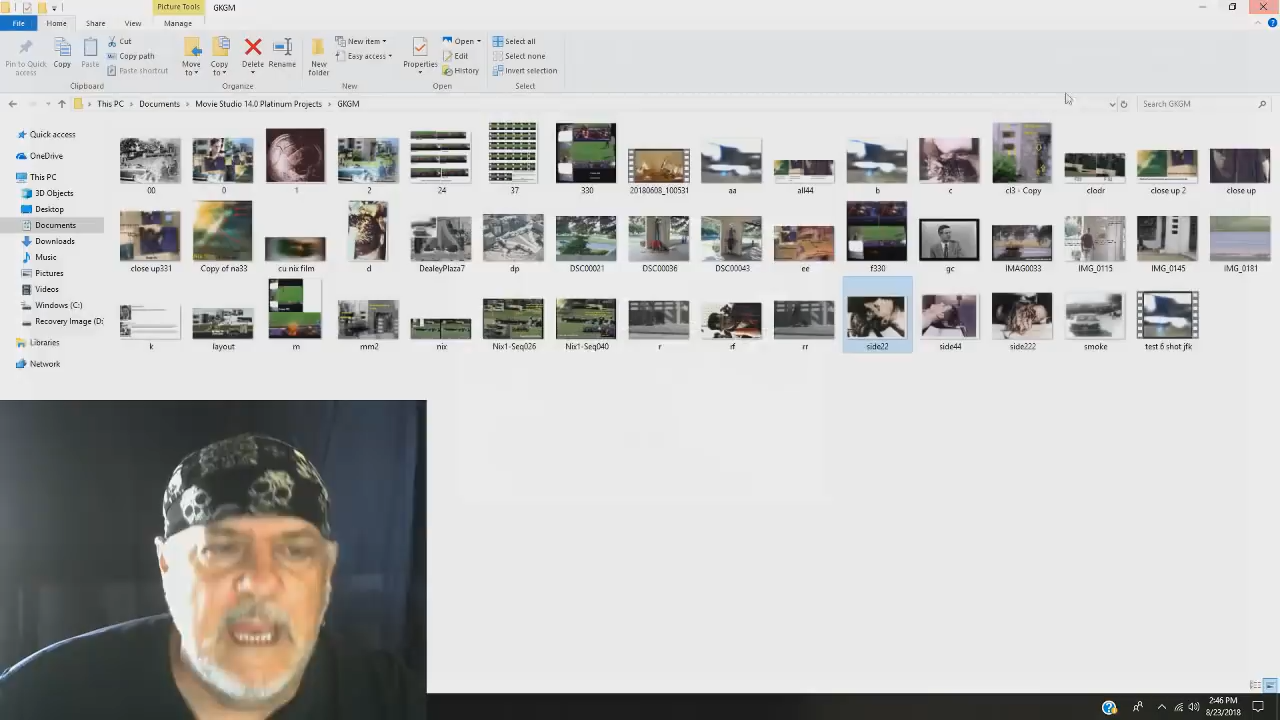 Picture Tools
GKGM
File
Home
Share
View
Manage
Pin to Quick access
Copy
Paste
Cut
Copy path
Paste shortcut
Clipboard
Move to
Copy to
Delete
Rename
Organize
New folder
New item
Easy access
New
Properties
Open
Edit
History
Open
Select all
Select none
Invert selection
Select
This PC
Documents
Movie Studio 14.0 Platinum Projects
GKGM
Search GKGM
Quick access
OneDrive
This PC
3D Objects
Desktop
Documents
Downloads
Music
Pictures
Videos
Windows (C:)
Recovery Image (D:
Libraries
Network
00
0
1
2
24
37
330
20180608_100531
aa
all44
b
c
cl3 - Copy
clodr
close up 2
close up
close up331
Copy of na33
cu nix film
d
DealeyPlaza7
dp
DSC00021
DSC00036
DSC00043
ee
f330
gc
IMAG0033
IMG_0115
IMG_0145
IMG_0181
k
layout
m
mm2
nix
Nix1-Seq026
Nix1-Seq040
r
rf
rr
side22
side44
side222
smoke
test 6 shot jfk
2:46 PM
8/23/2018